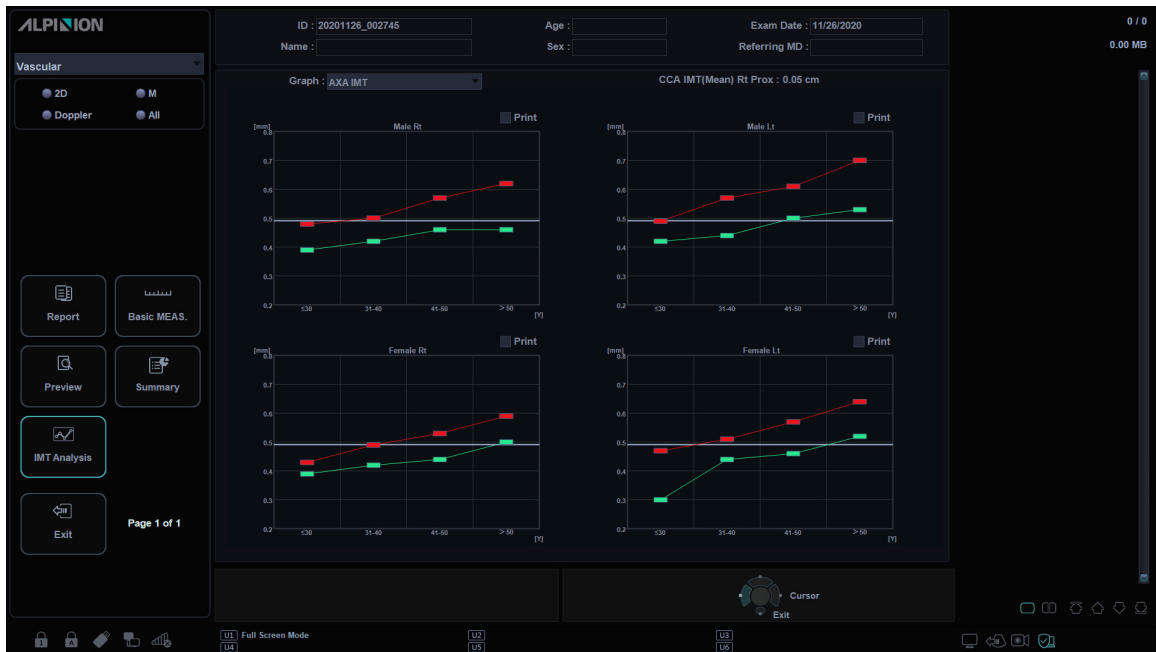 ALPINION
ID : 20201126_002745 Age : Exam Date : 11/26/2020 0 / 0
Name : Sex : Referring MD : 0.00 MB
Vascular
2D M
Doppler All
Graph : AXA IMT CCA IMT(Mean) Rt Prox : 0.05 cm
Print Print
[mm] Male Rt [mm] Male Lt
0.8 0.8
0.7 0.7
0.6 0.6
0.5 0.5
0.4 0.4
0.3 0.3
0.2 0.2
≤30 31-40 41-50 >50 ≤30 31-40 41-50 >50
[Y] [Y]
Print Print
[mm] Female Rt [mm] Female Lt
0.8 0.8
0.7 0.7
0.6 0.6
0.5 0.5
0.4 0.4
0.3 0.3
0.2 0.2
≤30 31-40 41-50 >50 ≤30 31-40 41-50 >50
[Y] [Y]
Report Basic MEAS.
Preview Summary
IMT Analysis
Exit Page 1 of 1
Cursor
Exit
1 A
U1 Full Screen Mode U2 U3
U4 U5 U6